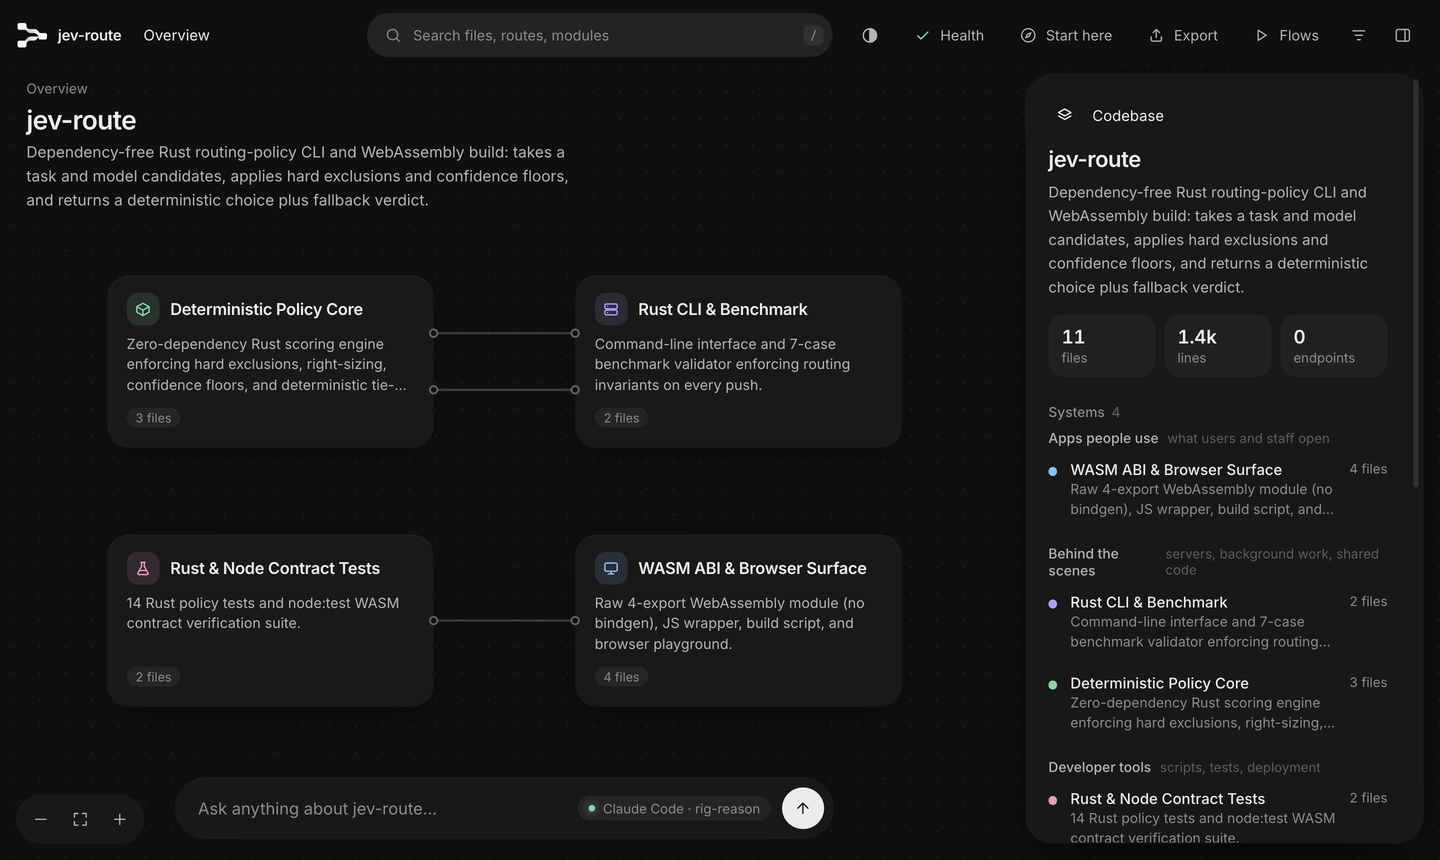 jev-route
Overview
Search files, routes, modules
/
Health
Start here
Export
Flows
Overview
jev-route
Dependency-free Rust routing-policy CLI and WebAssembly build: takes a
task and model candidates, applies hard exclusions and confidence floors,
and returns a deterministic choice plus fallback verdict.
Deterministic Policy Core
Zero-dependency Rust scoring engine
enforcing hard exclusions, right-sizing,
confidence floors, and deterministic tie-...
3 files
Rust CLI & Benchmark
Command-line interface and 7-case
benchmark validator enforcing routing
invariants on every push.
2 files
Rust & Node Contract Tests
14 Rust policy tests and node:test WASM
contract verification suite.
2 files
WASM ABI & Browser Surface
Raw 4-export WebAssembly module (no
bindgen), JS wrapper, build script, and
browser playground.
4 files
Ask anything about jev-route...
Claude Code · rig-reason
Codebase
jev-route
Dependency-free Rust routing-policy CLI and
WebAssembly build: takes a task and model
candidates, applies hard exclusions and
confidence floors, and returns a deterministic
choice plus fallback verdict.
11
files
1.4k
lines
0
endpoints
Systems 4
Apps people use what users and staff open
WASM ABI & Browser Surface 4 files
Raw 4-export WebAssembly module (no
bindgen), JS wrapper, build script, and...
Behind the
scenes
servers, background work, shared
code
Rust CLI & Benchmark 2 files
Command-line interface and 7-case
benchmark validator enforcing routing...
Deterministic Policy Core 3 files
Zero-dependency Rust scoring engine
enforcing hard exclusions, right-sizing,...
Developer tools scripts, tests, deployment
Rust & Node Contract Tests 2 files
14 Rust policy tests and node:test WASM
contract verification suite.